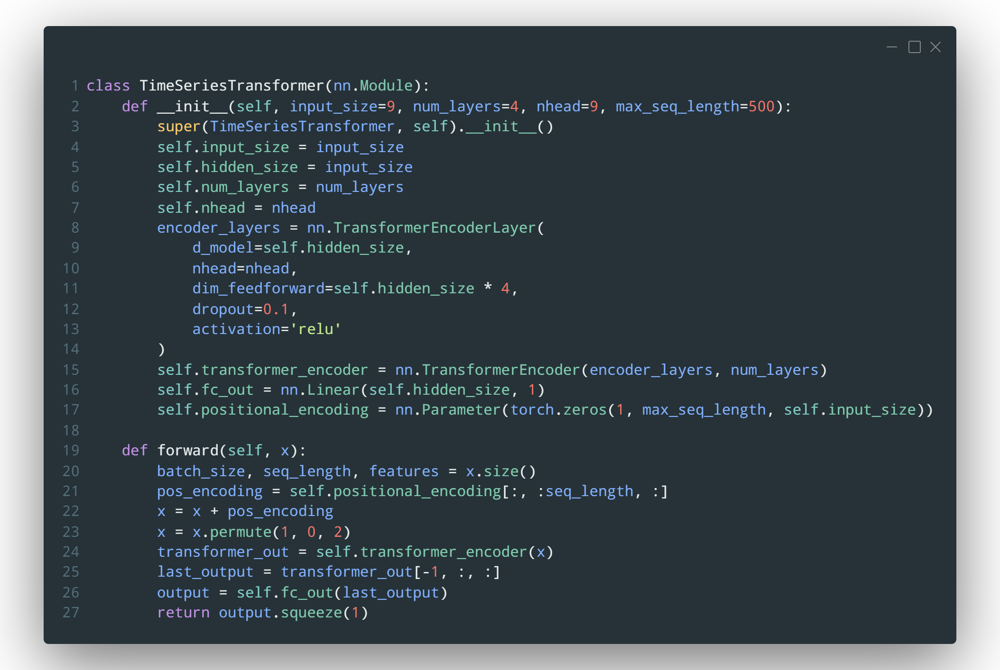 1 class TimeSeriesTransformer(nn.Module):
2     def __init__(self, input_size=9, num_layers=4, nhead=9, max_seq_length=500):
3         super(TimeSeriesTransformer, self).__init__()
4         self.input_size = input_size
5         self.hidden_size = input_size
6         self.num_layers = num_layers
7         self.nhead = nhead
8         encoder_layers = nn.TransformerEncoderLayer(
9             d_model=self.hidden_size,
10             nhead=nhead,
11             dim_feedforward=self.hidden_size * 4,
12             dropout=0.1,
13             activation='relu'
14         )
15         self.transformer_encoder = nn.TransformerEncoder(encoder_layers, num_layers)
16         self.fc_out = nn.Linear(self.hidden_size, 1)
17         self.positional_encoding = nn.Parameter(torch.zeros(1, max_seq_length, self.input_size))
18
19     def forward(self, x):
20         batch_size, seq_length, features = x.size()
21         pos_encoding = self.positional_encoding[:, :seq_length, :]
22         x = x + pos_encoding
23         x = x.permute(1, 0, 2)
24         transformer_out = self.transformer_encoder(x)
25         last_output = transformer_out[-1, :, :]
26         output = self.fc_out(last_output)
27         return output.squeeze(1)